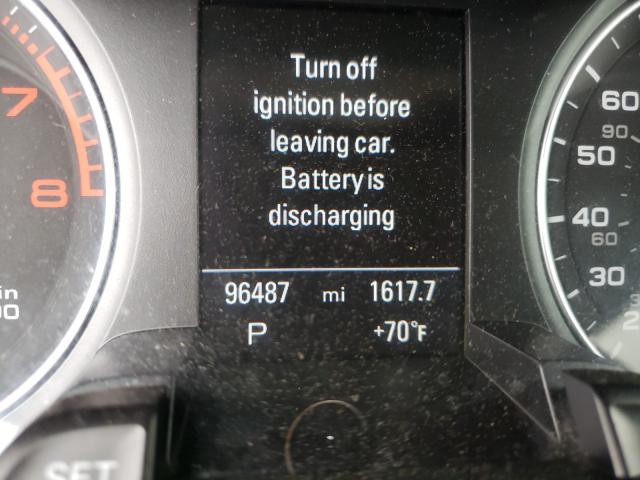 Turn off
ignition before
leaving car.
Battery is
discharging
96487 mi 1617.7
P +70°F
7
8
60
90
50
40
60
30
SET